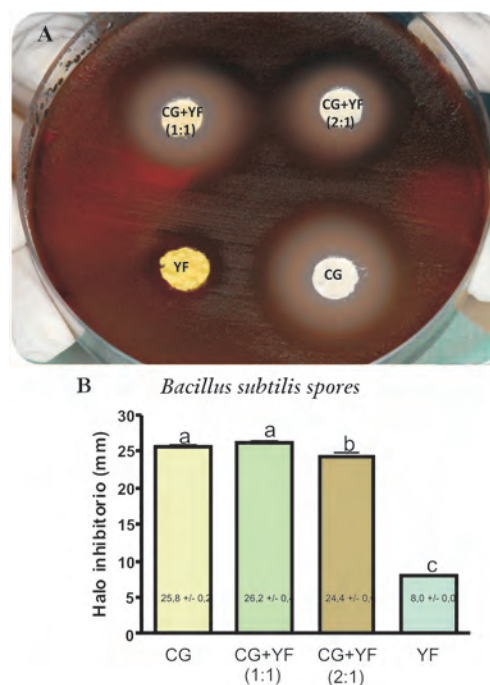 A
CG+YF
(1:1)
CG+YF
(2:1)
YF
CG
B Bacillus subtilis spores
Halo inhibitorio (mm)
30
25
20
15
10
5
0
a
a
b
c
25,8 +/- 0,2
26,2 +/- 0,
24,4 +/- 0,
8,0 +/- 0,0
CG
CG+YF
(1:1)
CG+YF
(2:1)
YF